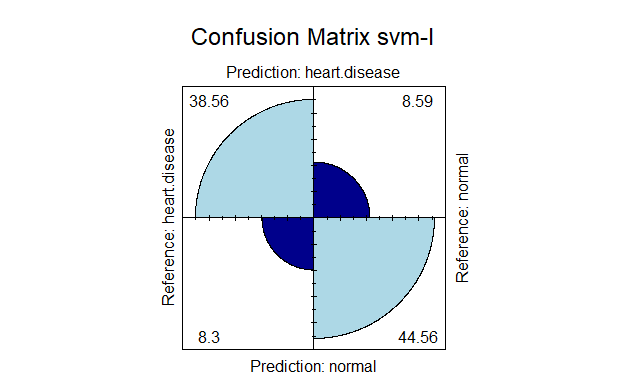 Confusion Matrix svm-l
Prediction: heart.disease
38.56
8.59
Reference: heart.disease
Reference: normal
8.3
44.56
Prediction: normal